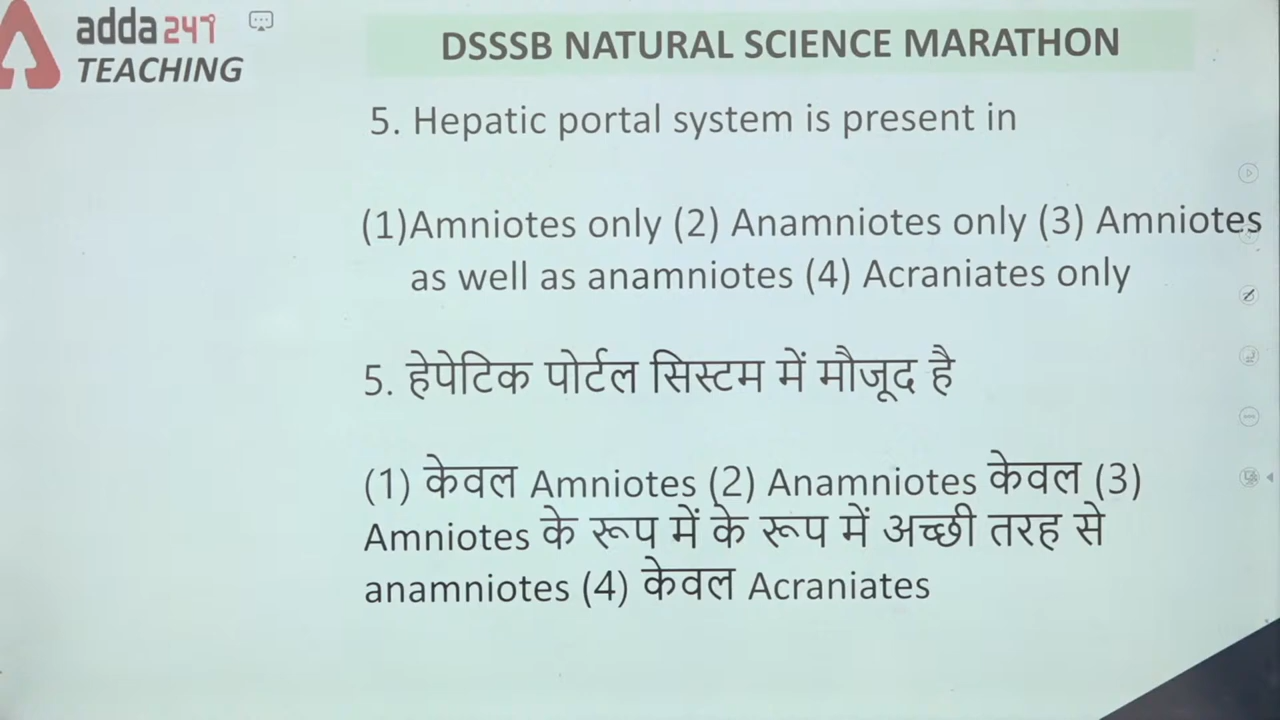 adda247
TEACHING
DSSSB NATURAL SCIENCE MARATHON
5. Hepatic portal system is present in
(1)Amniotes only (2) Anamniotes only (3) Amniotes
as well as anamniotes (4) Acraniates only
5. हेपेटिक पोर्टल सिस्टम में मौजूद है
(1) केवल Amniotes (2) Anamniotes केवल (3)
Amniotes के रूप में के रूप में अच्छी तरह से
anamniotes (4) केवल Acraniates